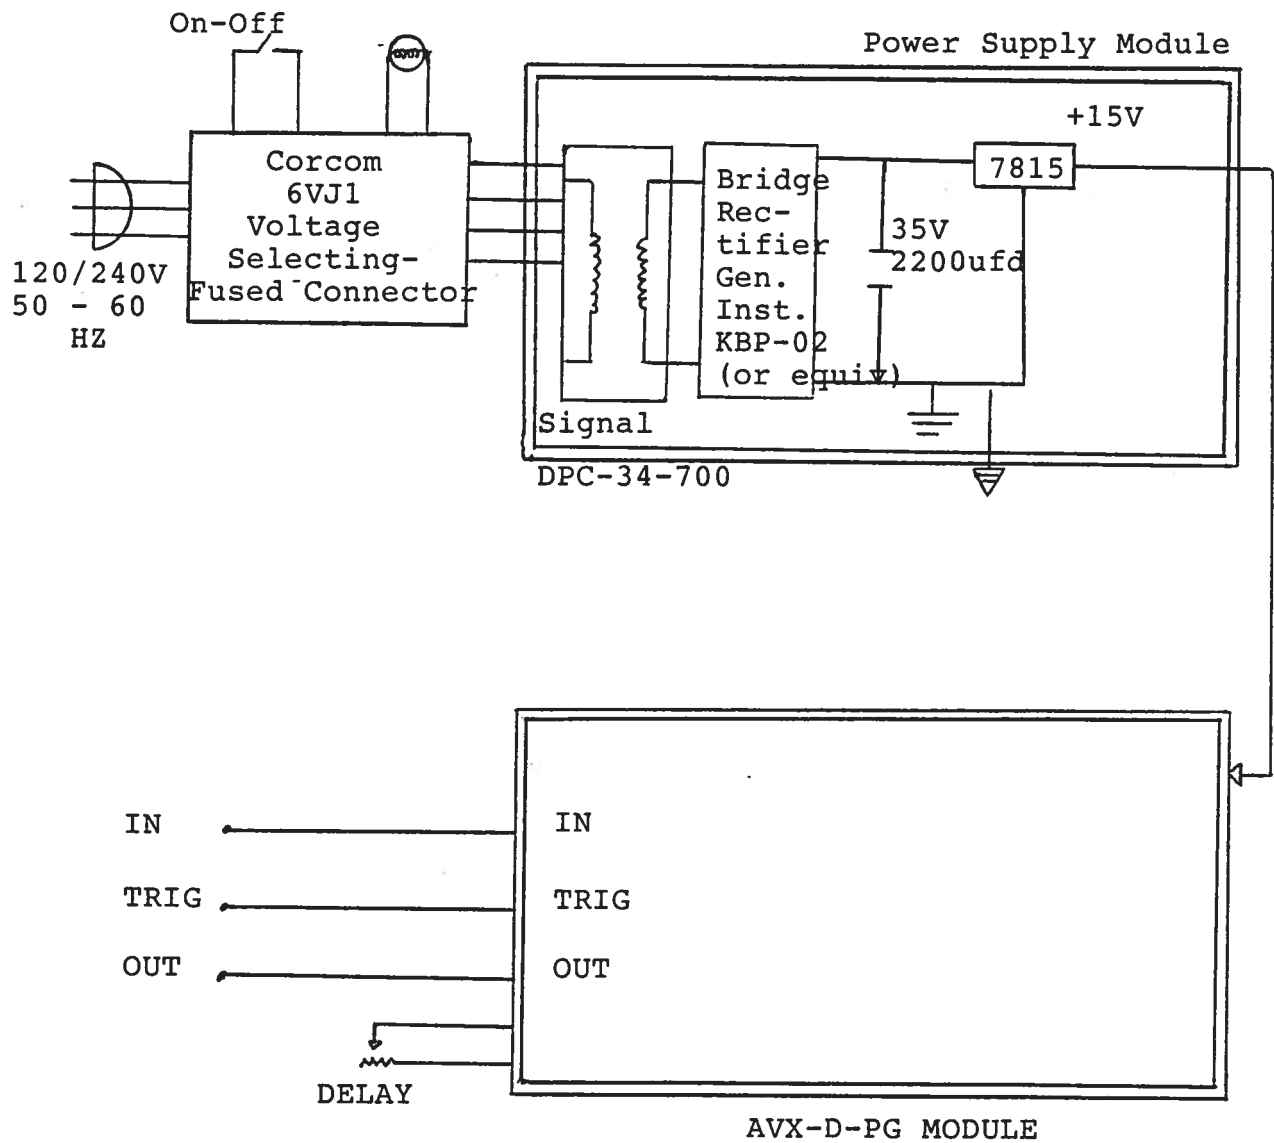 On-Off
Power Supply Module
+15V
Corcom
6VJ1
Voltage
Selecting-
Fused Connector
120/240V
50 - 60
HZ
Bridge
Rec-
tifier
Gen.
Inst.
KBP-02
(or equiv)
7815
35V
2200ufd
Signal
DPC-34-700
IN
IN
TRIG
TRIG
OUT
OUT
DELAY
AVX-D-PG MODULE